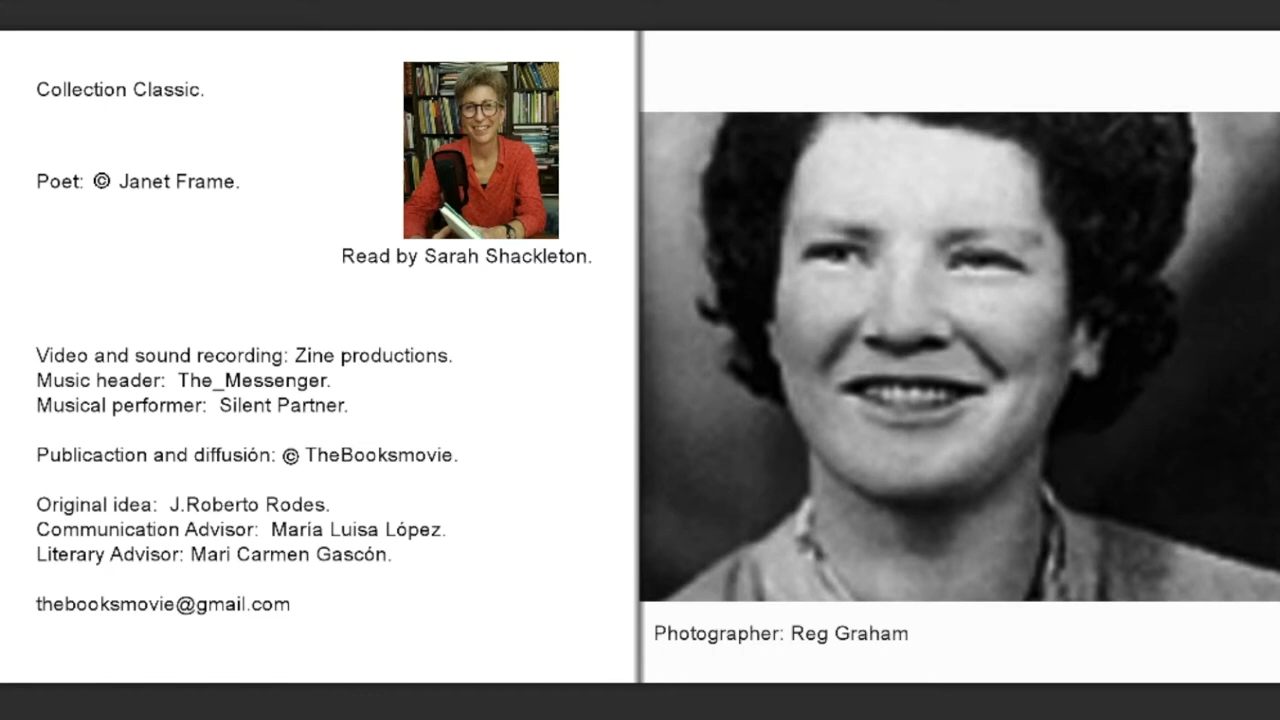 Collection Classic.
Poet: © Janet Frame.
Read by Sarah Shackleton.
Video and sound recording: Zine productions.
Music header: The_Messenger.
Musical performer: Silent Partner.
Publicaction and diffusión: © TheBooksmovie.
Original idea: J.Roberto Rodes.
Communication Advisor: María Luisa López.
Literary Advisor: Mari Carmen Gascón.
thebooksmovie@gmail.com
Photographer: Reg Graham